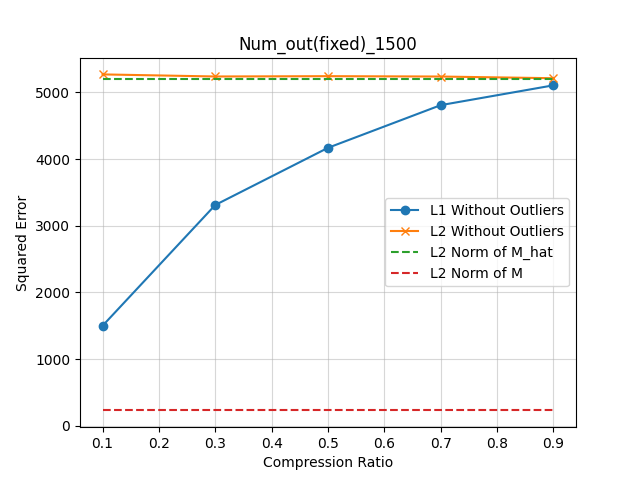 Num_out(fixed)_1500
Squared Error
5000
4000
3000
2000
1000
0
0.1 0.2 0.3 0.4 0.5 0.6 0.7 0.8 0.9
Compression Ratio
L1 Without Outliers
L2 Without Outliers
L2 Norm of M_hat
L2 Norm of M